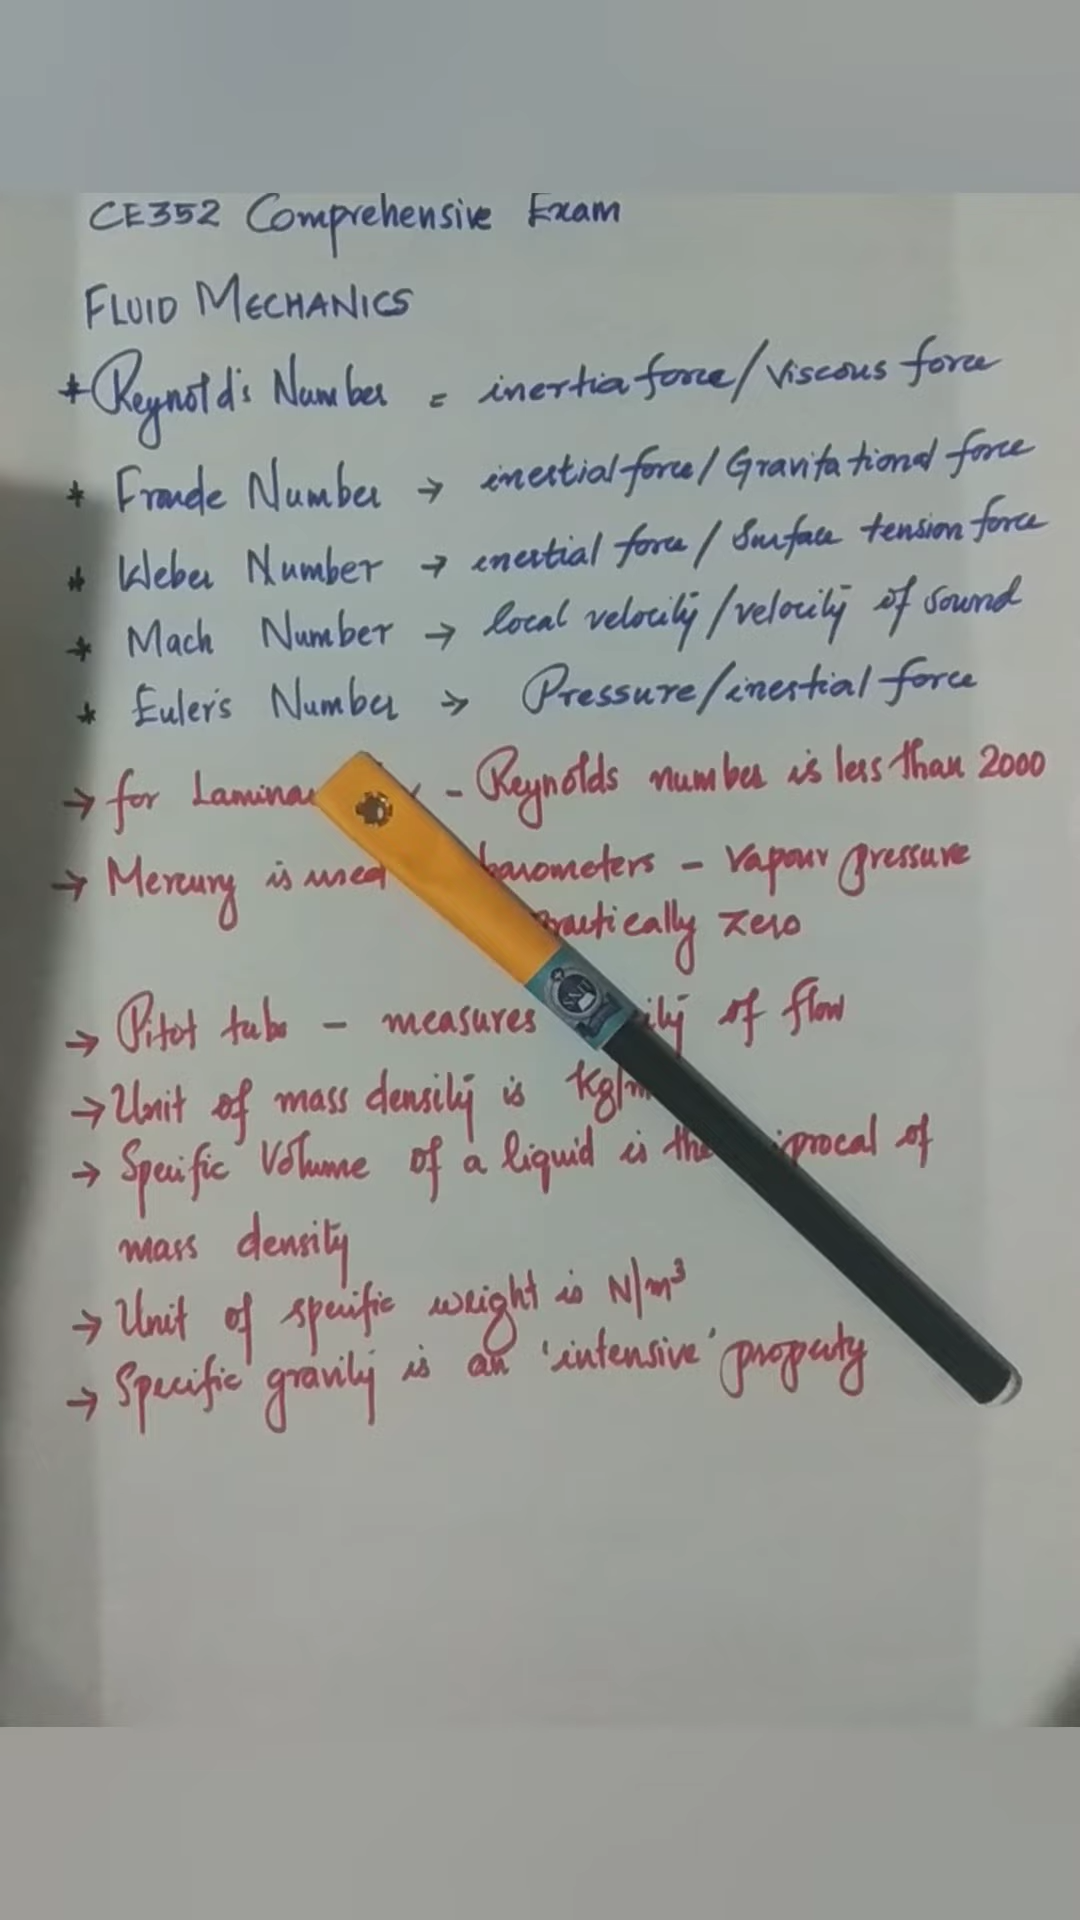 CE352 Comprehensive Exam
FLUID MECHANICS
* Reynold's Number = inertia force/Viscous force
* Froude Number → inertial force/Gravitational force
* Weber Number → inertial force/Surface tension force
* Mach Number → local velocity/velocity of sound
* Euler's Number → Pressure/inertial force
→ for Laminar - Reynolds number is less than 2000
→ Mercury is used barometers - Vapour pressure
practically zero
→ Pitot tube - measures of flow
→ Unit of mass density is Kg/m
→ Specific Volume of a liquid is the reciprocal of
mass density
→ Unit of specific weight is N/m³
→ Specific gravity is an 'intensive' property